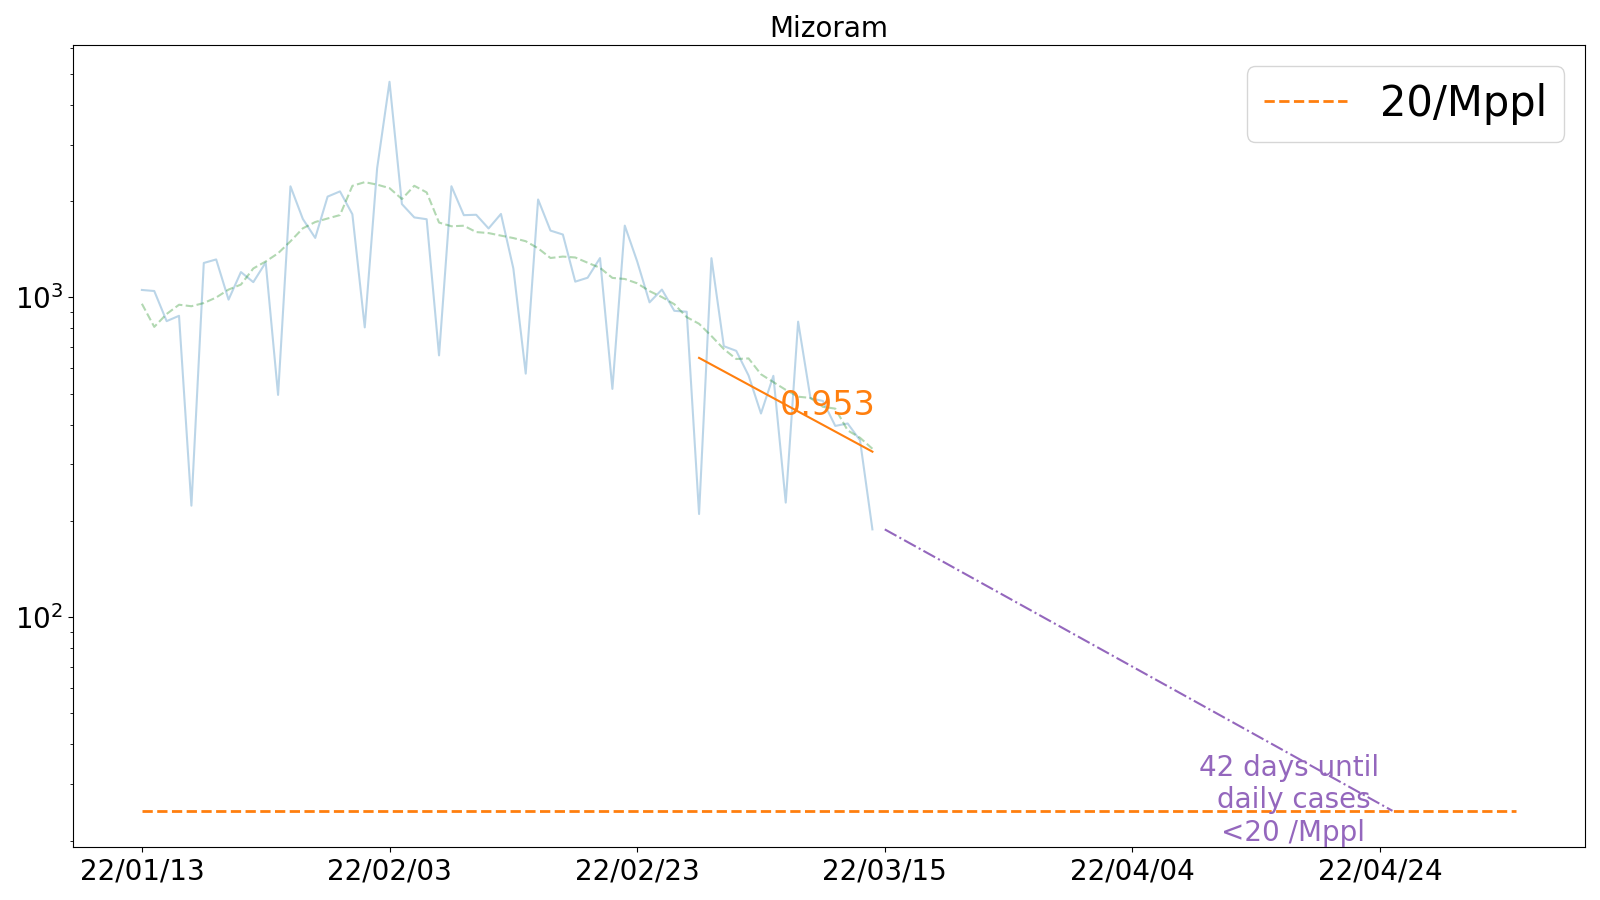 Mizoram
20/Mppl
10³
0.953
10²
42 days until
daily cases
<20 /Mppl
22/01/13 22/02/03 22/02/23 22/03/15 22/04/04 22/04/24